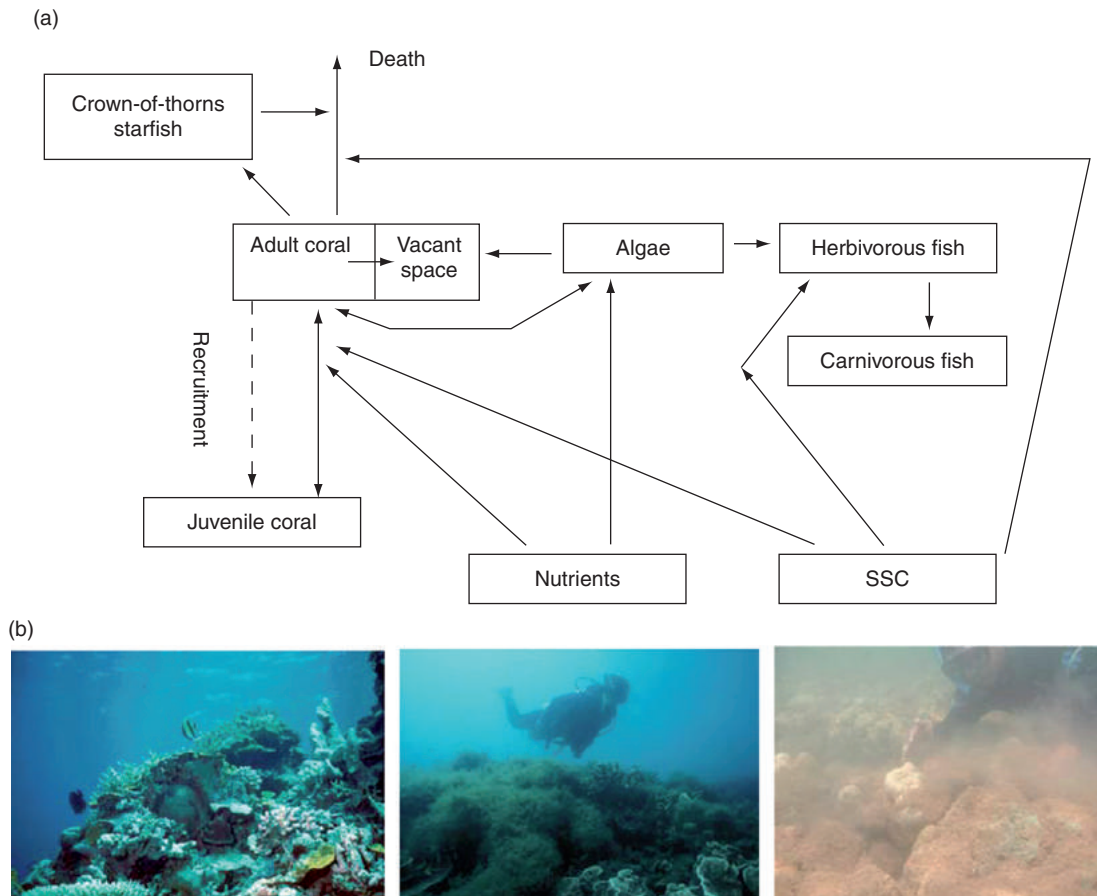 (a)
Death
Crown-of-thorns
starfish
Adult coral
Vacant
space
Algae
Herbivorous fish
Carnivorous fish
Recruitment
Juvenile coral
Nutrients
SSC
(b)